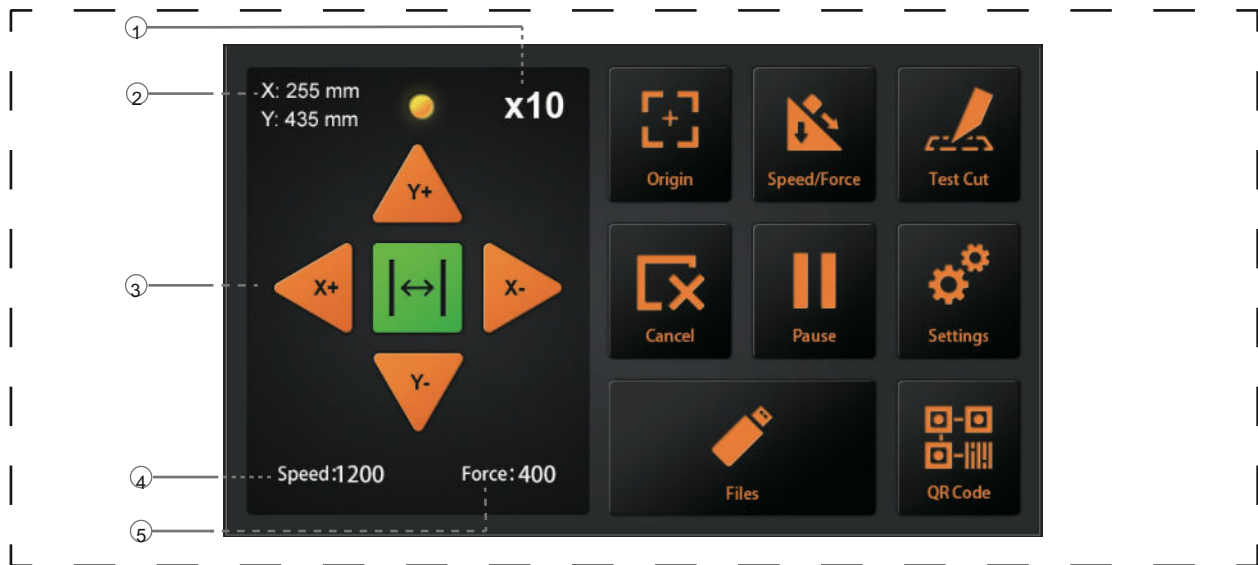 1
2
X: 255 mm
Y: 435 mm
x10
Y+
3
X+
X-
Y-
4
Speed:1200
Force:400
5
Origin
Speed/Force
Test Cut
Cancel
Pause
Settings
Files
QR Code